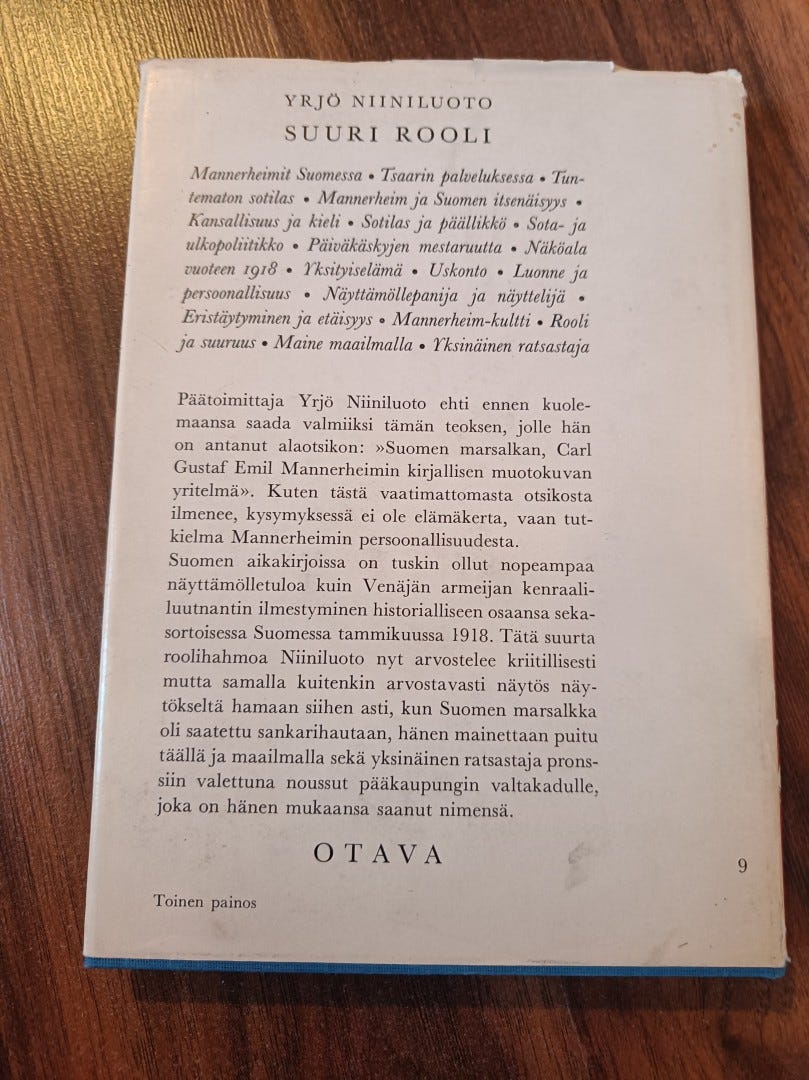 YRJÖ NIINILUOTO
SUURI ROOLI
Mannerheimit Suomessa • Tsaarin palveluksessa • Tun-
tematon sotilas • Mannerheim ja Suomen itsenäisyys •
Kansallisuus ja kieli • Sotilas ja päällikkö • Sota- ja
ulkopoliitikko • Päiväkäskyjen mestaruutta • Näköala
vuoteen 1918 • Yksityiselämä • Uskonto • Luonne ja
persoonallisuus • Näyttämöllepanija ja näyttelijä •
Eristäytyminen ja etäisyys • Mannerheim-kultti • Rooli
ja suuruus • Maine maailmalla • Yksinäinen ratsastaja
Päätoimittaja Yrjö Niiniluoto ehti ennen kuole-
maansa saada valmiiksi tämän teoksen, jolle hän
on antanut alaotsikon: »Suomen marsalkan, Carl
Gustaf Emil Mannerheimin kirjallisen muotokuvan
yritelmä». Kuten tästä vaatimattomasta otsikosta
ilmenee, kysymyksessä ei ole elämäkerta, vaan tut-
kielma Mannerheimin persoonallisuudesta.
Suomen aikakirjoissa on tuskin ollut nopeampaa
näyttämölletuloa kuin Venäjän armeijan kenraali-
luutnantin ilmestyminen historialliseen osaansa seka-
sortoisessa Suomessa tammikuussa 1918. Tätä suurta
roolihahmoa Niiniluoto nyt arvostelee kriitillisesti
mutta samalla kuitenkin arvostavasti näytös näy-
tökseltä hamaan siihen asti, kun Suomen marsalkka
oli saatettu sankarihautaan, hänen mainettaan puitu
täällä ja maailmalla sekä yksinäinen ratsastaja prons-
siin valettuna noussut pääkaupungin valtakadulle,
joka on hänen mukaansa saanut nimensä.
OTAVA
9
Toinen painos